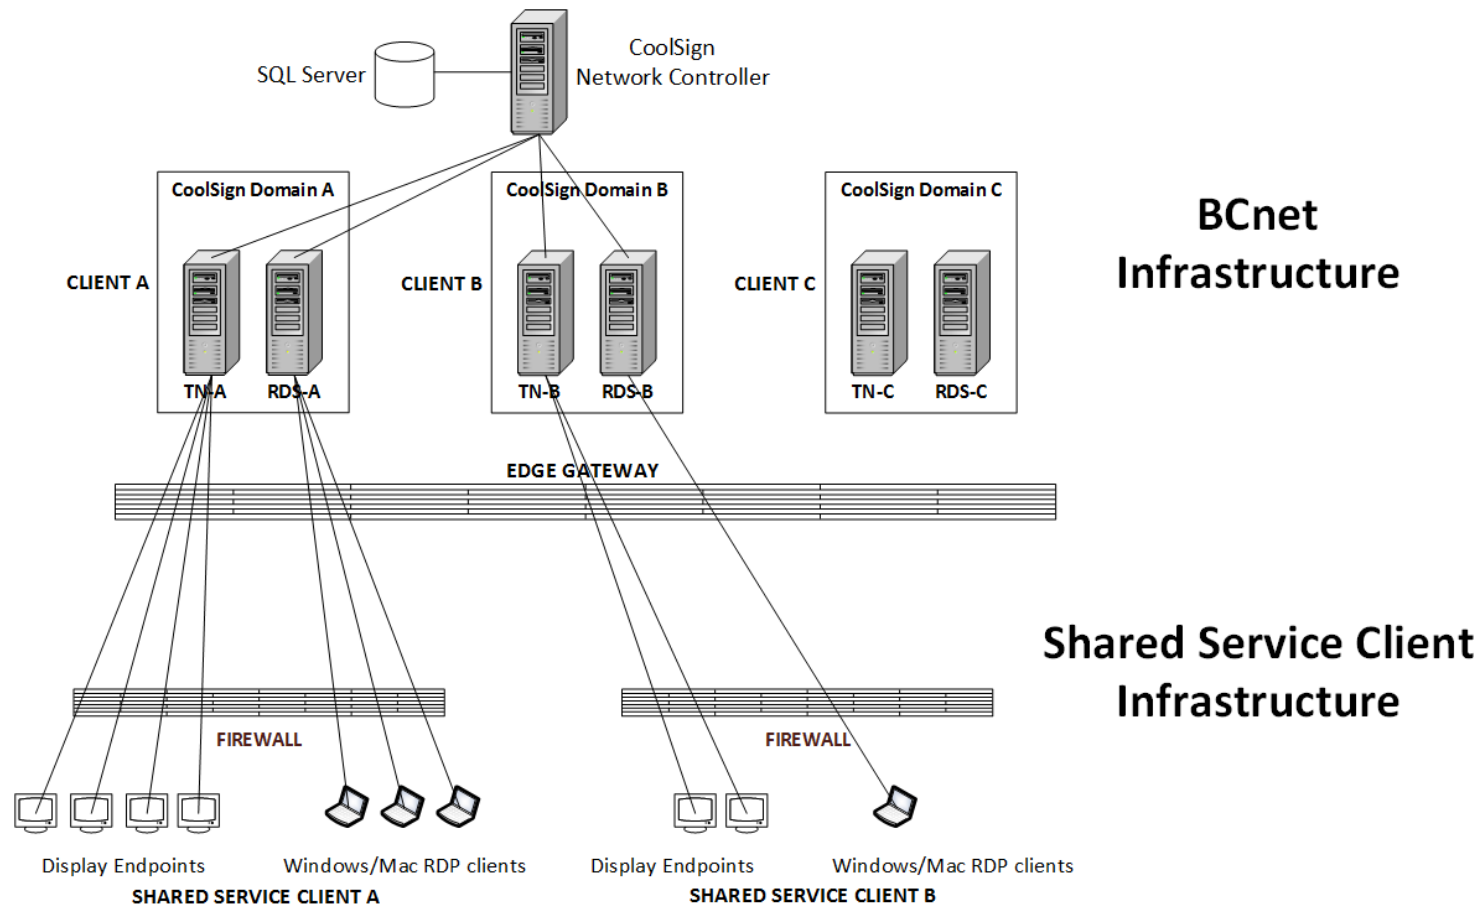 CoolSign
Network Controller
SQL Server
CoolSign Domain A
CoolSign Domain B
CoolSign Domain C
BCnet
Infrastructure
CLIENT A
CLIENT B
CLIENT C
TN-A
RDS-A
TN-B
RDS-B
TN-C
RDS-C
EDGE GATEWAY
Shared Service Client
Infrastructure
FIREWALL
FIREWALL
Display Endpoints
Windows/Mac RDP clients
Display Endpoints
Windows/Mac RDP clients
SHARED SERVICE CLIENT A
SHARED SERVICE CLIENT B